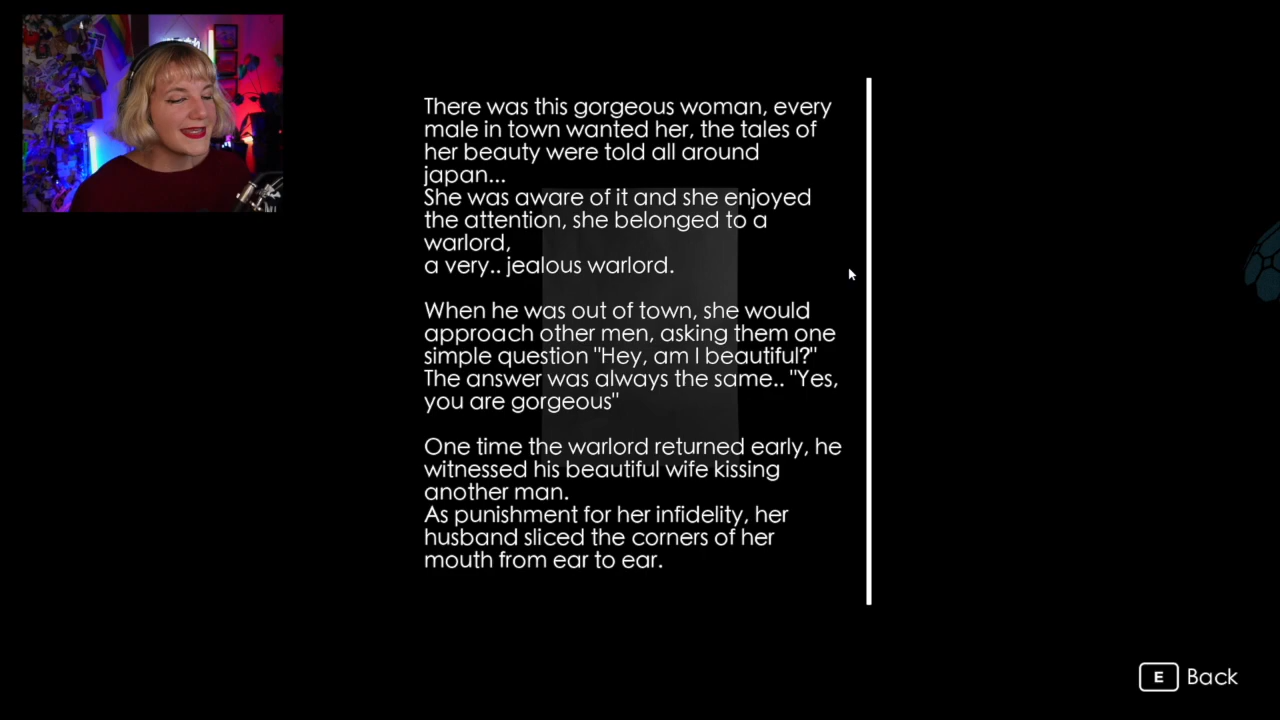 There was this gorgeous woman, every
male in town wanted her, the tales of
her beauty were told all around
japan...
She was aware of it and she enjoyed
the attention, she belonged to a
warlord,
a very.. jealous warlord.
When he was out of town, she would
approach other men, asking them one
simple question "Hey, am I beautiful?"
The answer was always the same.. "Yes,
you are gorgeous"
One time the warlord returned early, he
witnessed his beautiful wife kissing
another man.
As punishment for her infidelity, her
husband sliced the corners of her
mouth from ear to ear.
E Back